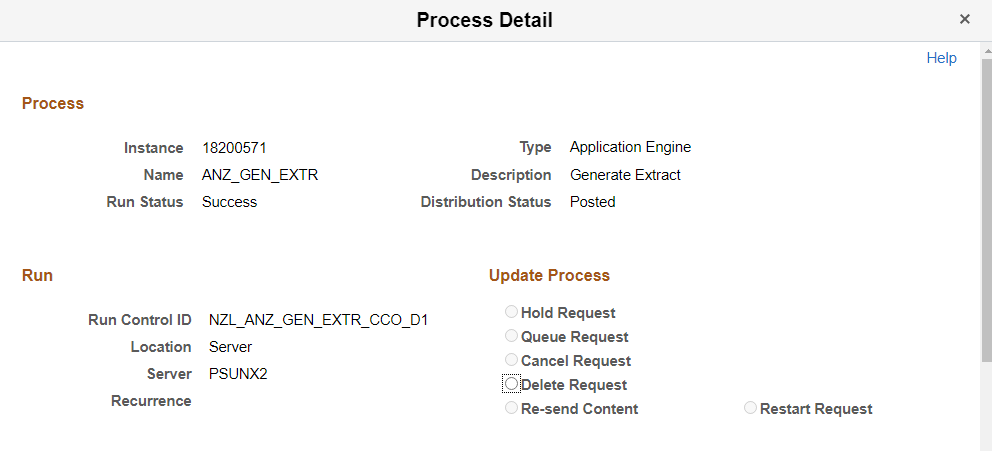 Process Detail
×
Help
Process
Instance 18200571 Type Application Engine
Name ANZ_GEN_EXTR Description Generate Extract
Run Status Success Distribution Status Posted
Run
Run Control ID NZL_ANZ_GEN_EXTR_CCO_D1
Location Server
Server PSUNX2
Recurrence
Update Process
Hold Request
Queue Request
Cancel Request
Delete Request
Re-send Content Restart Request